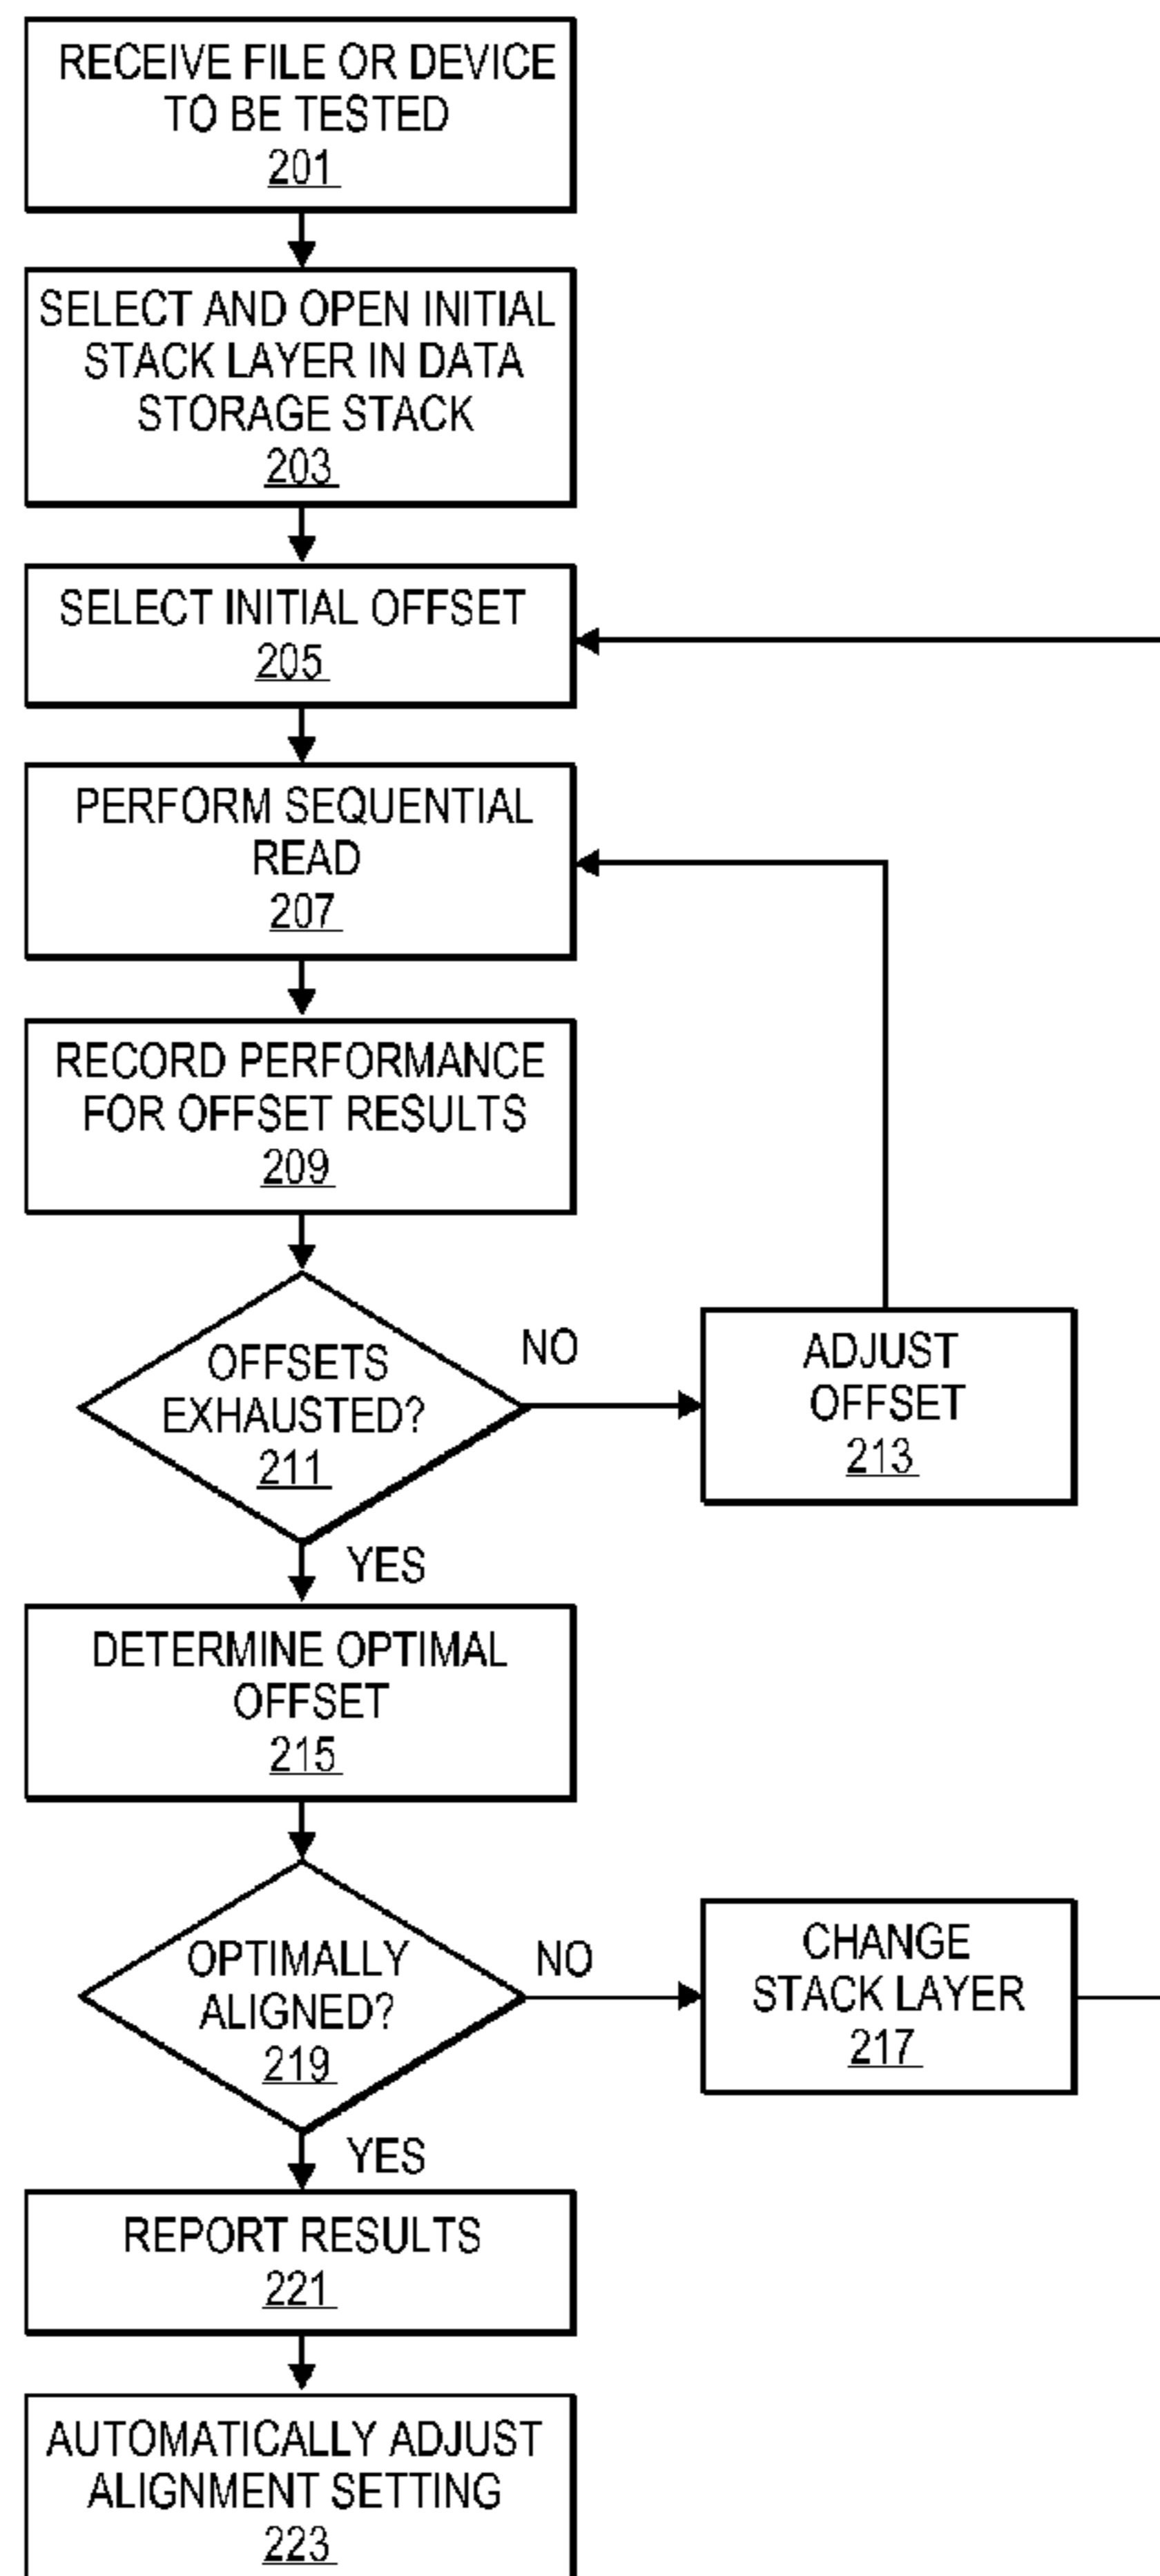 RECEIVE FILE OR DEVICE
TO BE TESTED
201
SELECT AND OPEN INITIAL
STACK LAYER IN DATA
STORAGE STACK
203
SELECT INITIAL OFFSET
205
PERFORM SEQUENTIAL
READ
207
RECORD PERFORMANCE
FOR OFFSET RESULTS
209
OFFSETS
EXHAUSTED?
211
NO
ADJUST
OFFSET
213
YES
DETERMINE OPTIMAL
OFFSET
215
OPTIMALLY
ALIGNED?
219
NO
CHANGE
STACK LAYER
217
YES
REPORT RESULTS
221
AUTOMATICALLY ADJUST
ALIGNMENT SETTING
223